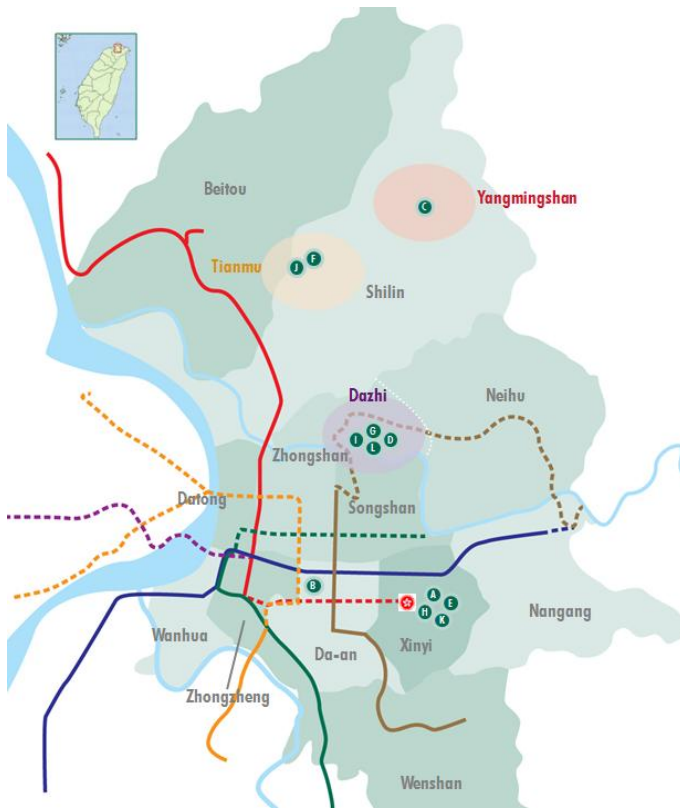 Beitou
Yangmingshan
C
Tianmu
J
F
Shilin
Dazhi
Neihu
G
I
D
L
Zhongshan
Datong
Songshan
B
A
E
H
K
Nangang
Wanhua
Da-an
Xinyi
Zhongzheng
Wenshan